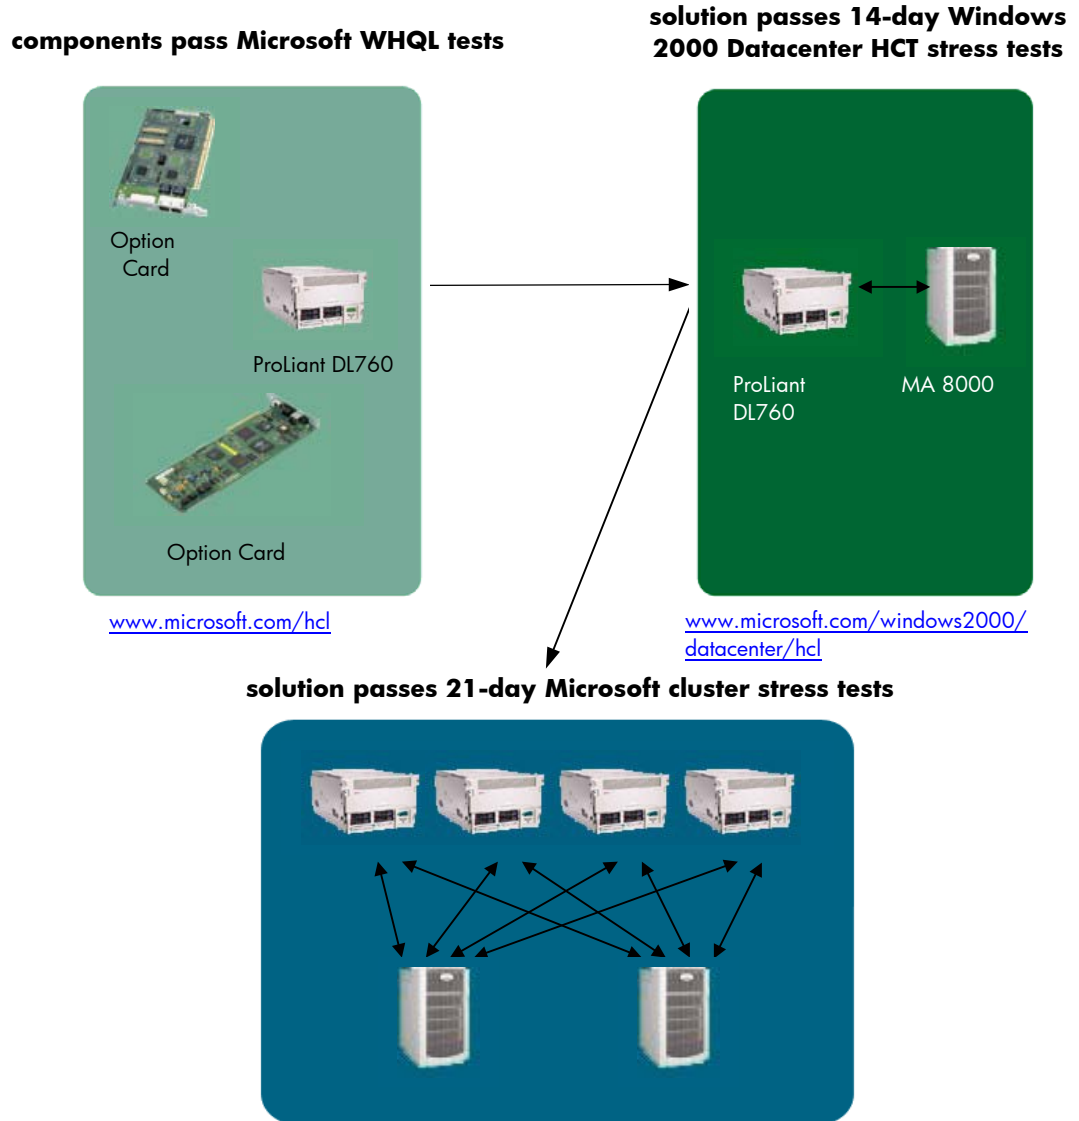 components pass Microsoft WHQL tests
solution passes 14-day Windows
2000 Datacenter HCT stress tests
Option
Card
ProLiant DL760
Option Card
www.microsoft.com/hcl
ProLiant
DL760
MA 8000
www.microsoft.com/windows2000/
datacenter/hcl
solution passes 21-day Microsoft cluster stress tests